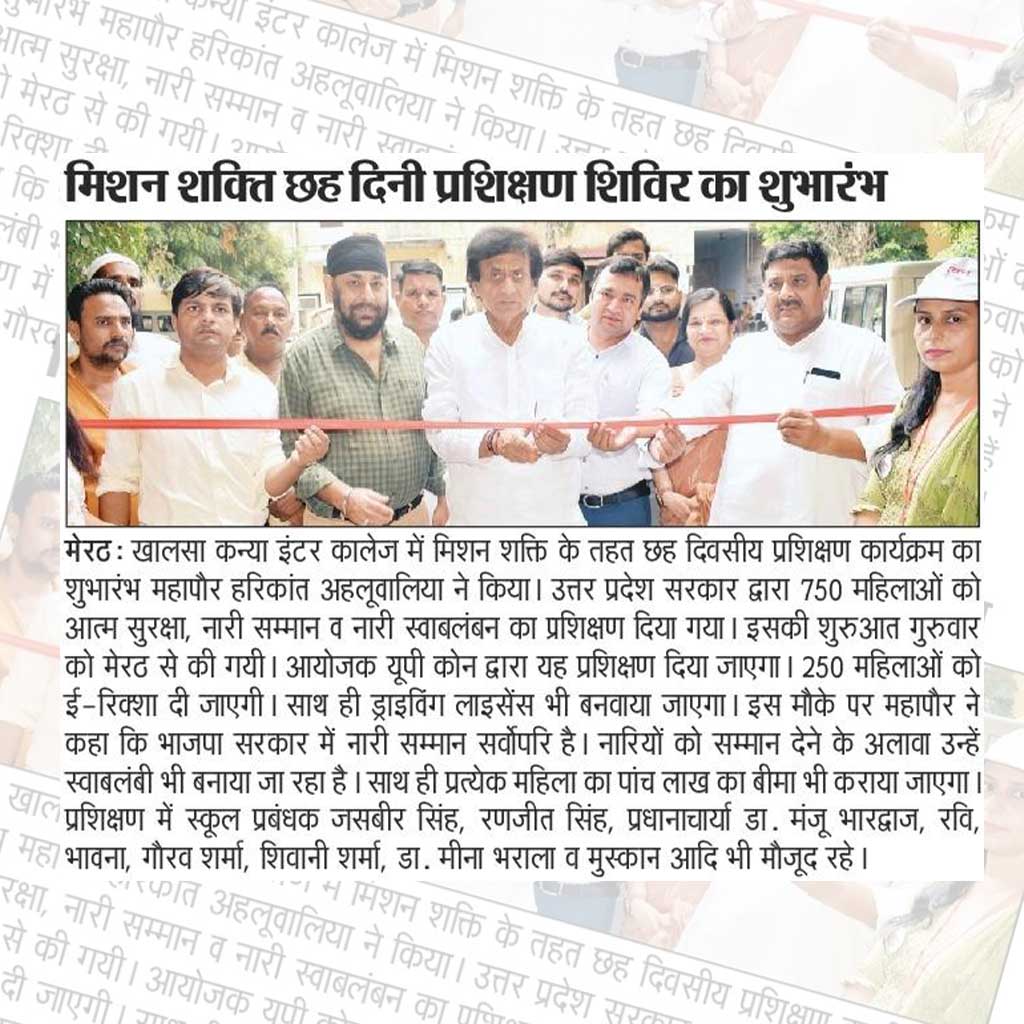 मिशन शक्ति छह दिनी प्रशिक्षण शिविर का शुभारंभ
मेरठ: खालसा कन्या इंटर कालेज में मिशन शक्ति के तहत छह दिवसीय प्रशिक्षण कार्यक्रम का
शुभारंभ महापौर हरिकांत अहलूवालिया ने किया। उत्तर प्रदेश सरकार द्वारा 750 महिलाओं को
आत्म सुरक्षा, नारी सम्मान व नारी स्वाबलंबन का प्रशिक्षण दिया गया। इसकी शुरुआत गुरुवार
को मेरठ से की गयी। आयोजक यूपी कोन द्वारा यह प्रशिक्षण दिया जाएगा। 250 महिलाओं को
ई-रिक्शा दी जाएगी। साथ ही ड्राइविंग लाइसेंस भी बनवाया जाएगा। इस मौके पर महापौर ने
कहा कि भाजपा सरकार में नारी सम्मान सर्वोपरि है। नारियों को सम्मान देने के अलावा उन्हें
स्वाबलंबी भी बनाया जा रहा है। साथ ही प्रत्येक महिला का पांच लाख का बीमा भी कराया जाएगा।
प्रशिक्षण में स्कूल प्रबंधक जसबीर सिंह, रणजीत सिंह, प्रधानाचार्या डा. मंजू भारद्वाज, रवि,
भावना, गौरव शर्मा, शिवानी शर्मा, डा. मीना भराला व मुस्कान आदि भी मौजूद रहे।